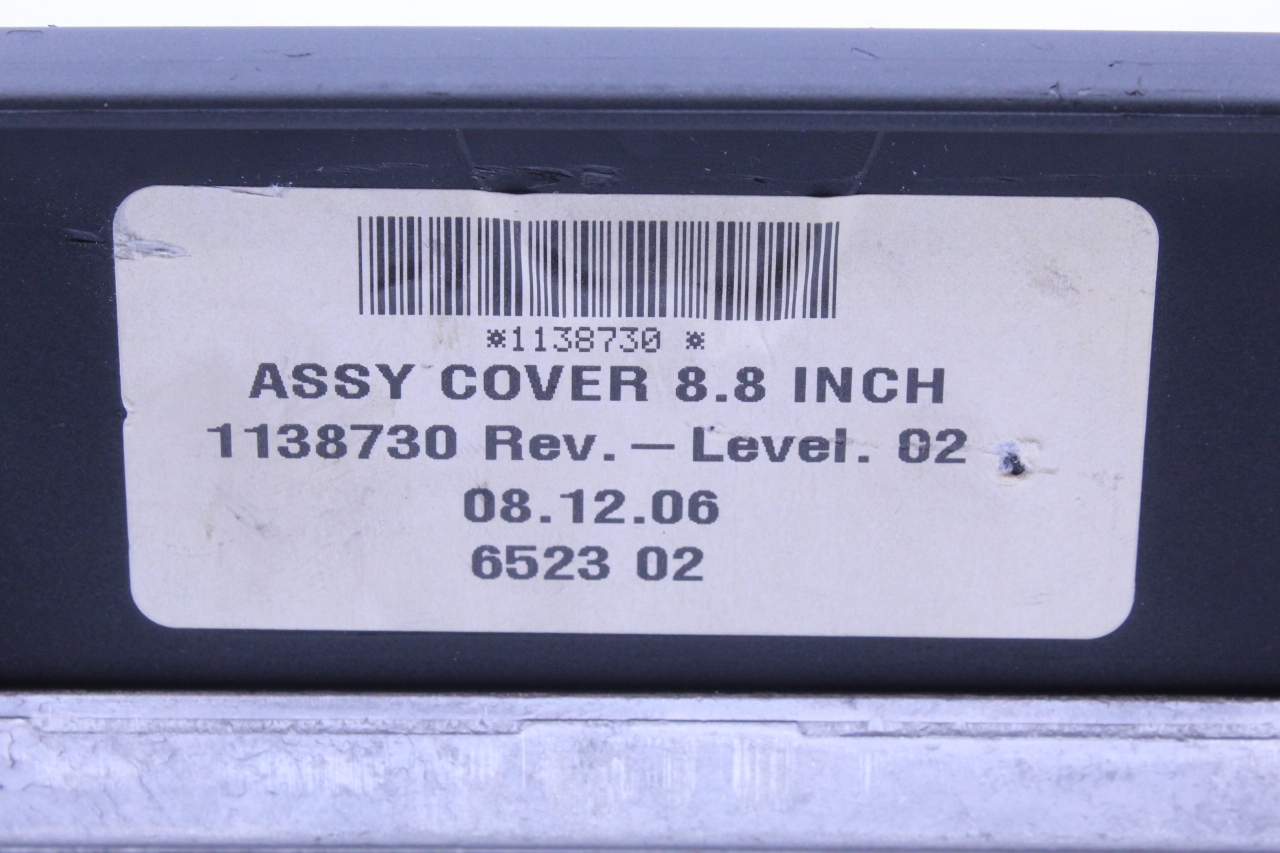 *1138730 *
ASSY COVER 8.8 INCH
1138730 Rev. – Level. 02
08.12.06
6523 02